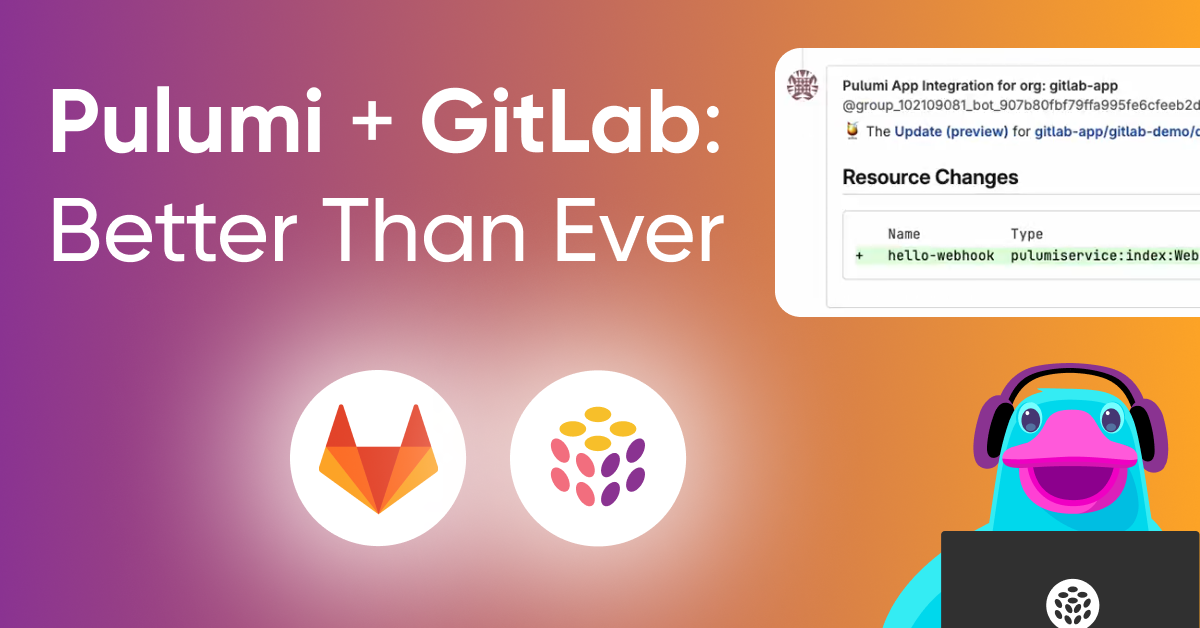 Pulumi + GitLab:
Better Than Ever
Pulumi App Integration for org: gitlab-app
@group_102109081_bot_907b80fbf79ffa995fe6cfeeb2d
The Update (preview) for gitlab-app/gitlab-demo/
Resource Changes
Name Type
+ hello-webhook pulumiservice:index:Web